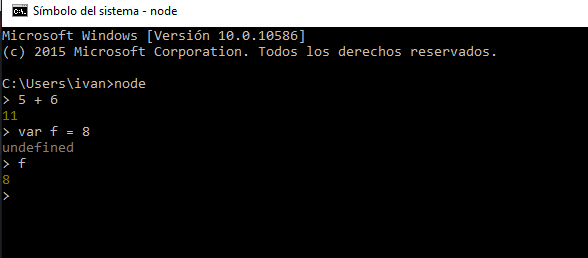 Símbolo del sistema - node
Microsoft Windows [Versión 10.0.10586]
(c) 2015 Microsoft Corporation. Todos los derechos reservados.
C:\Users\ivan>node
> 5 + 6
11
> var f = 8
undefined
> f
8
>